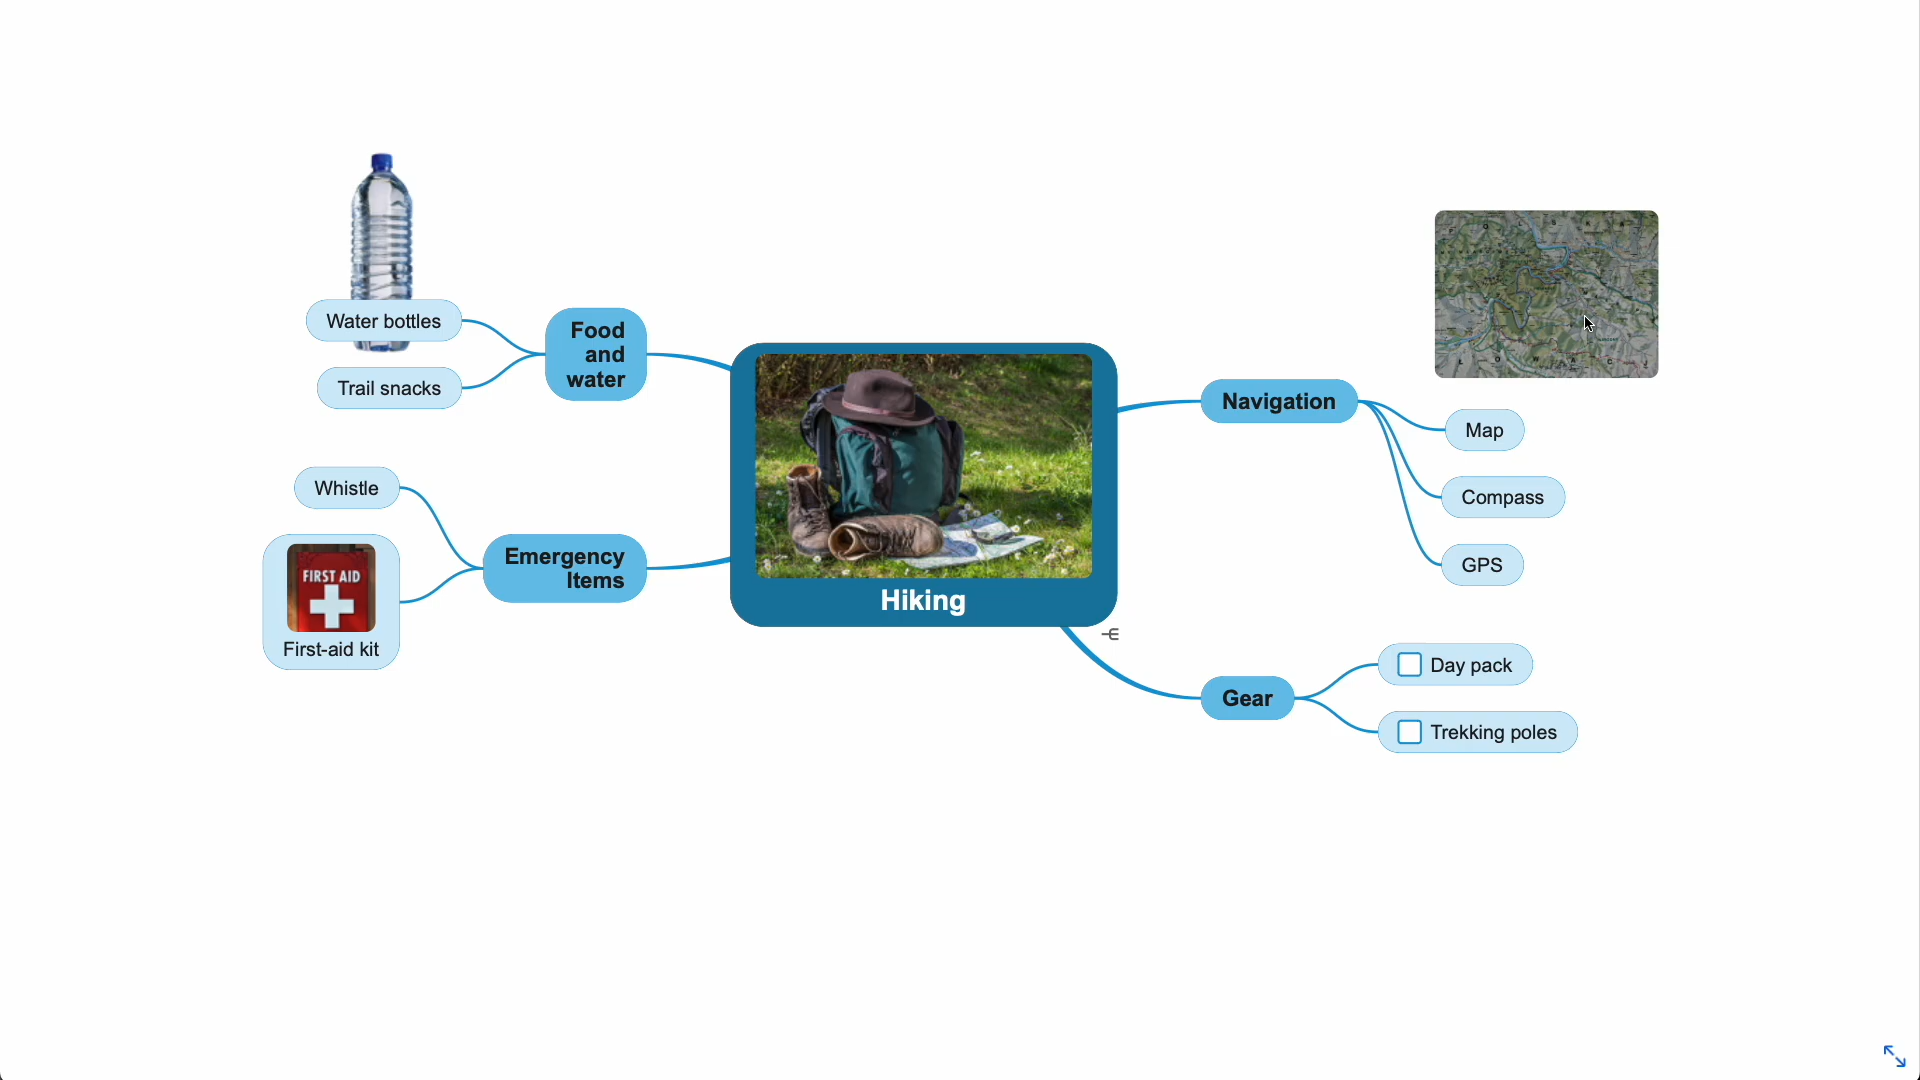 Water bottles
Trail snacks
Food
and
water
Whistle
FIRST AID
First-aid kit
Emergency
Items
Hiking
Navigation
Map
Compass
GPS
Gear
Day pack
Trekking poles